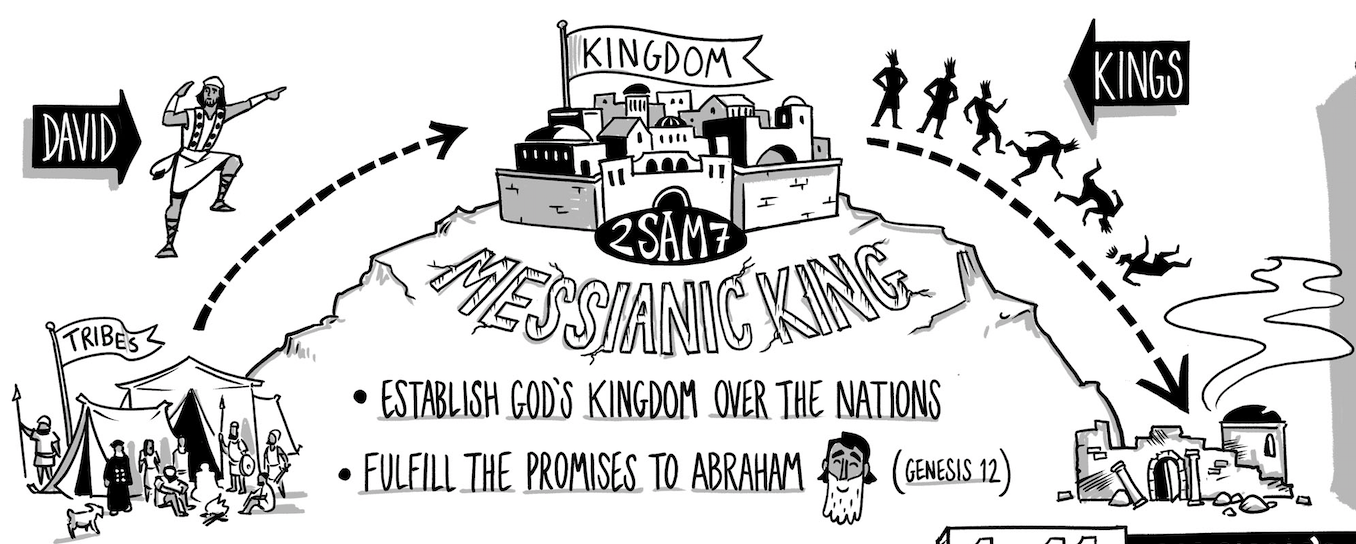 KINGDOM
KINGS
DAVID
2SAM7
MESSIANIC KING
TRIBES
• ESTABLISH GOD'S KINGDOM OVER THE NATIONS
• FULFILL THE PROMISES TO ABRAHAM (GENESIS 12)